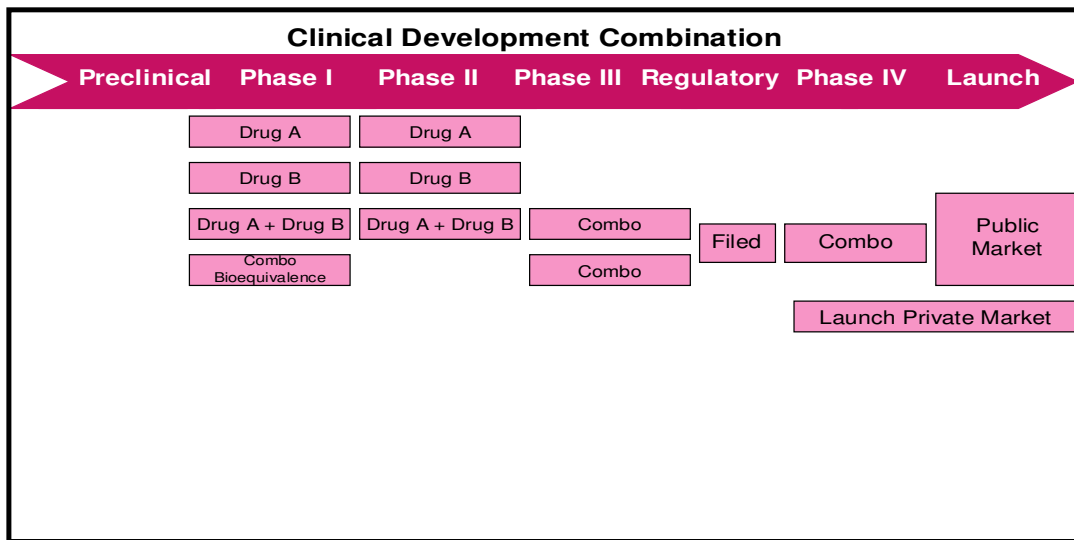 Clinical Development Combination
Preclinical Phase I Phase II Phase III Regulatory Phase IV Launch
Drug A Drug A
Drug B Drug B
Drug A + Drug B Drug A + Drug B Combo
Filed Combo
Public
Market
Combo
Bioequivalence
Combo
Launch Private Market